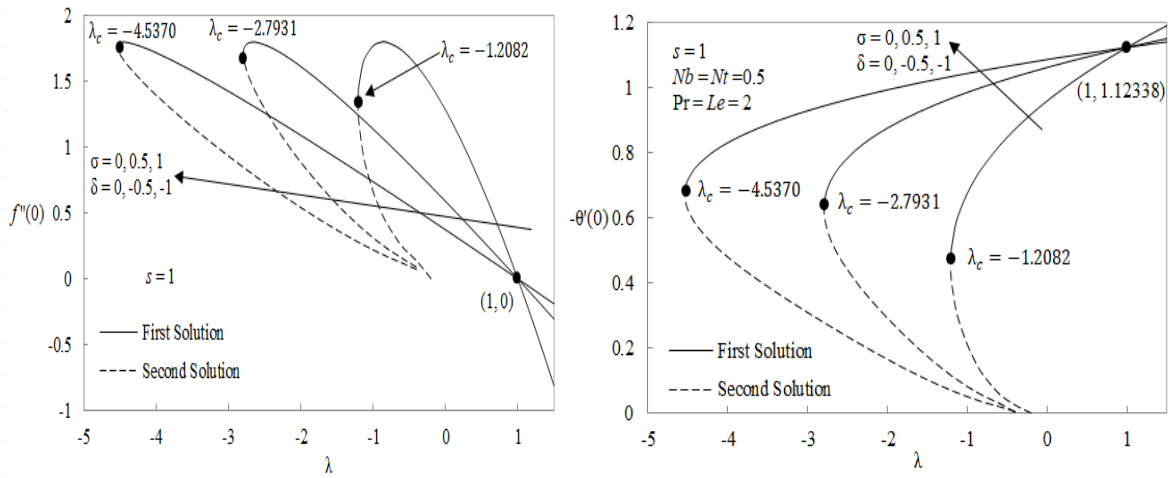 2
1.5
1
0.5
0
-0.5
-1
f''(0)
λc = −4.5370
λc = −2.7931
λc = −1.2082
σ = 0, 0.5, 1
δ = 0, -0.5, -1
s = 1
(1, 0)
First Solution
Second Solution
-5 -4 -3 -2 -1 0 1
λ
1.2
1
0.8
0.6
0.4
0.2
0
-θ'(0)
s = 1
Nb = Nt = 0.5
Pr = Le = 2
σ = 0, 0.5, 1
δ = 0, -0.5, -1
(1, 1.12338)
λc = −4.5370
λc = −2.7931
λc = −1.2082
First Solution
Second Solution
-5 -4 -3 -2 -1 0 1
λ